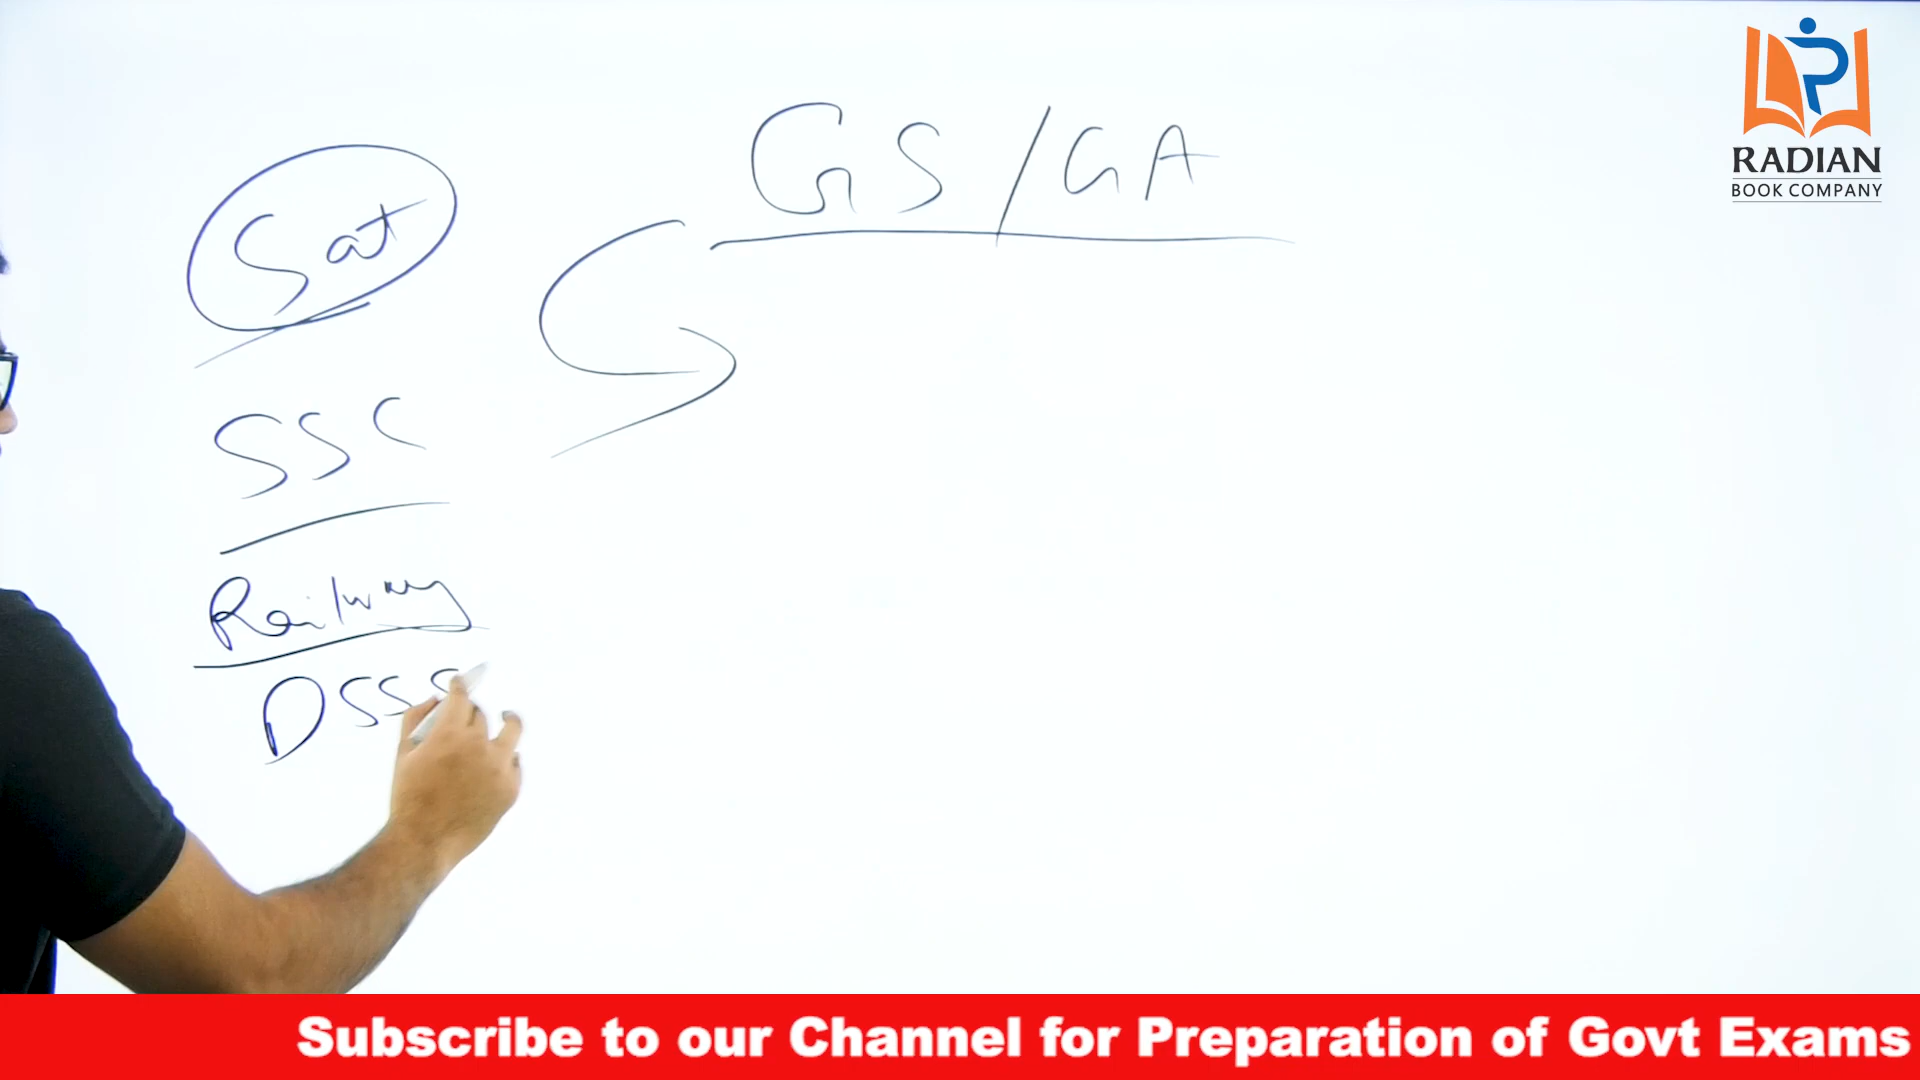 GS/GA
Sat
SSC
Railway
DSSS
RADIAN
BOOK COMPANY
Subscribe to our Channel for Preparation of Govt Exams